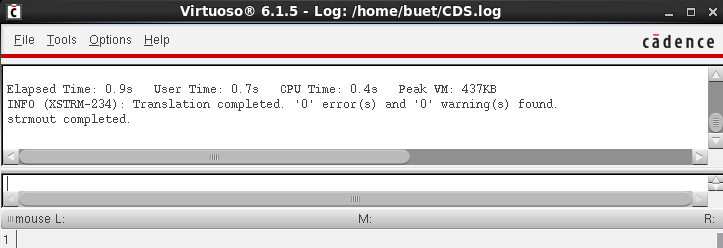 Virtuoso® 6.1.5 - Log: /home/buet/CDS.log
File Tools Options Help
cādence
Elapsed Time: 0.9s User Time: 0.7s CPU Time: 0.4s Peak VM: 437KB
INFO (XSTRM-234): Translation completed. '0' error(s) and '0' warning(s) found.
strmout completed.
mouse L: M: R:
1